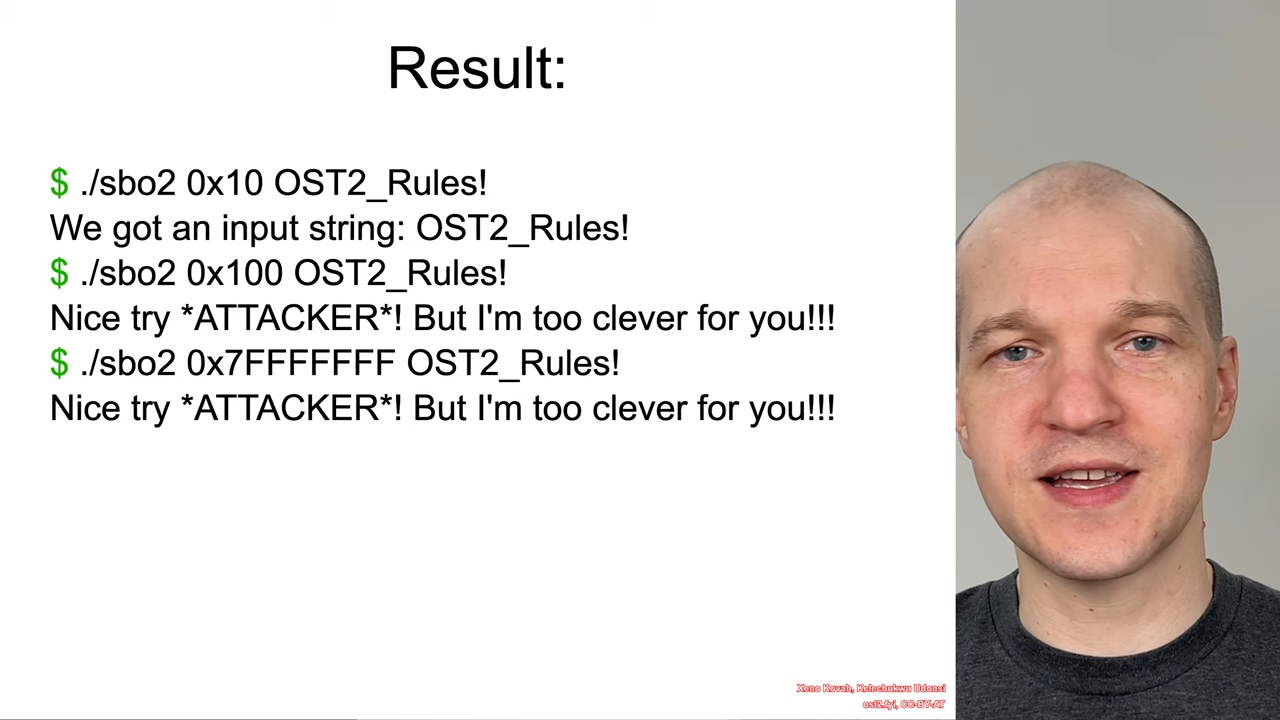 Result:
$ ./sbo2 0x10 OST2_Rules!
We got an input string: OST2_Rules!
$ ./sbo2 0x100 OST2_Rules!
Nice try *ATTACKER*! But I'm too clever for you!!!
$ ./sbo2 0x7FFFFFFF OST2_Rules!
Nice try *ATTACKER*! But I'm too clever for you!!!
Xeno Kovah, Kelechukwu Udonsi
ost2.fyi, CC-BY-AT